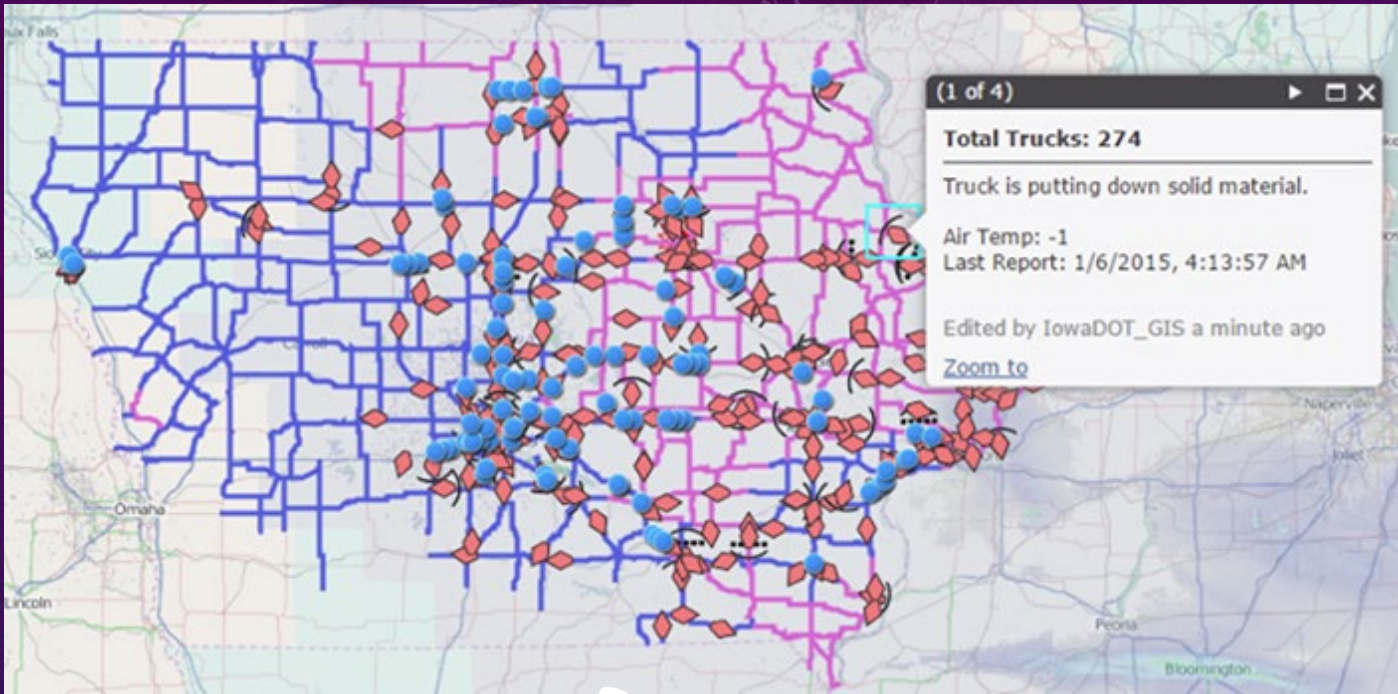 (1 of 4)
Total Trucks: 274
Truck is putting down solid material.
Air Temp: -1
Last Report: 1/6/2015, 4:13:57 AM
Edited by IowaDOT_GIS a minute ago
Zoom to
Falls
Carroll
Omaha
Lincoln
Naperville
Joliet
Peoria
Bloomington